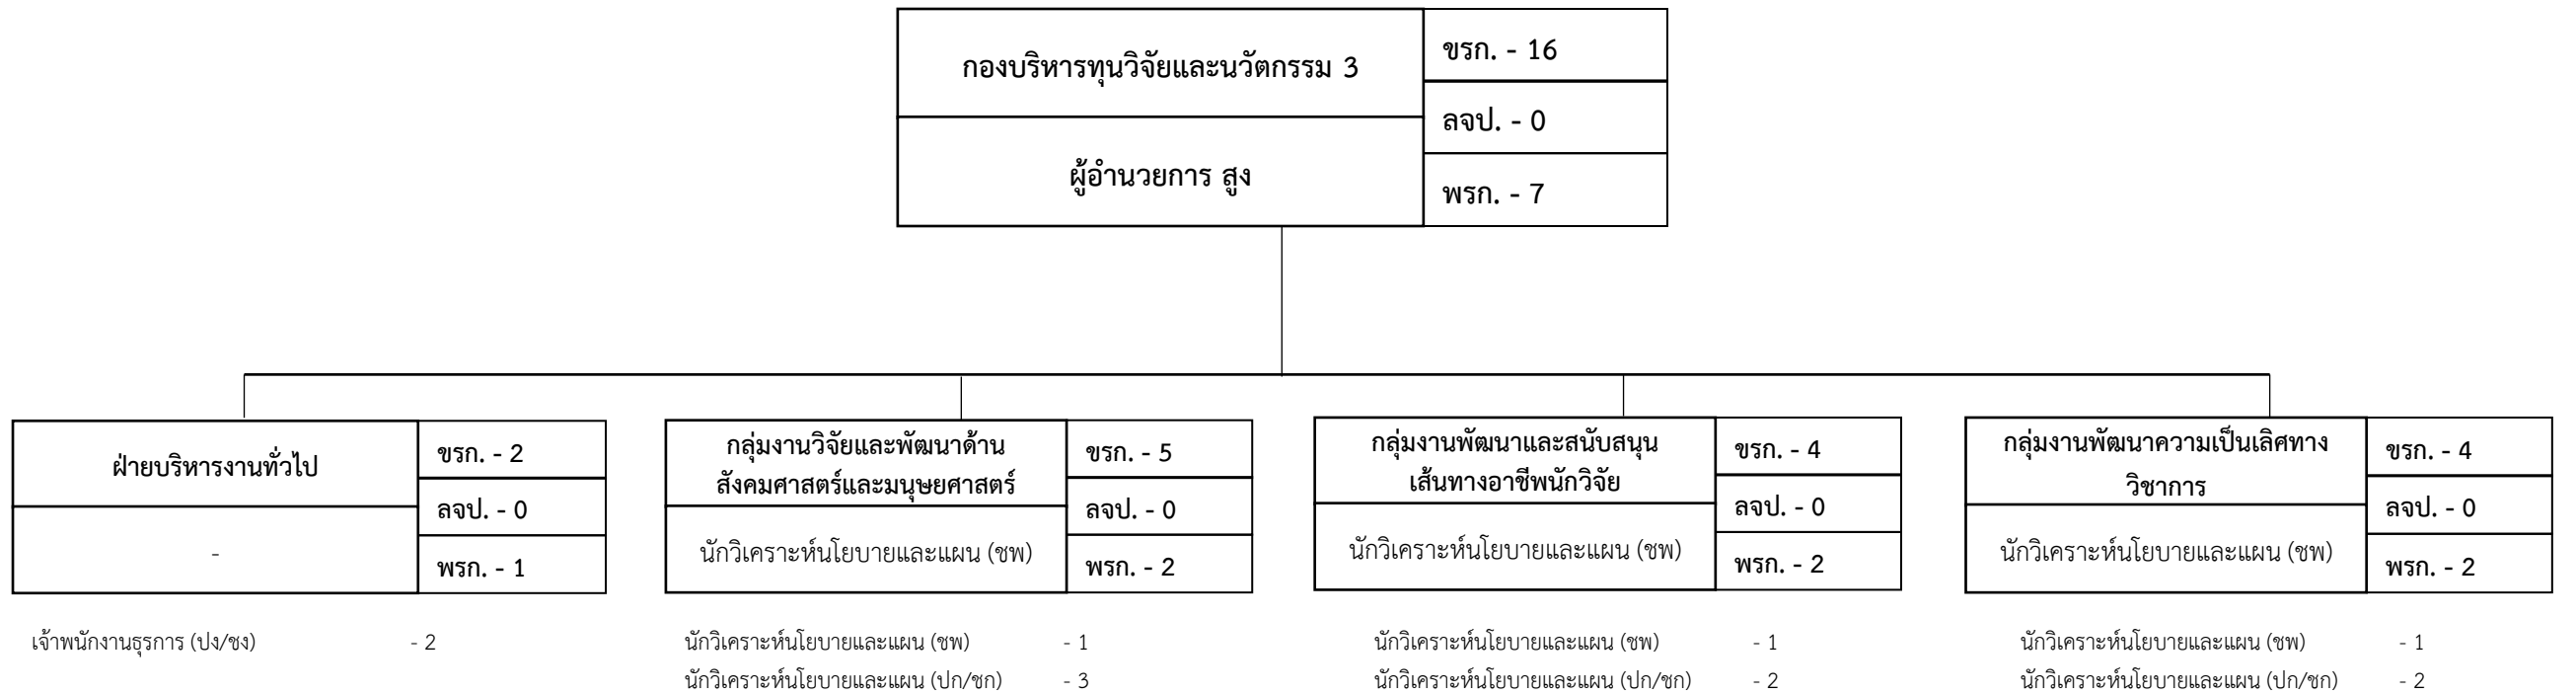 กองบริหารทุนวิจัยและนวัตกรรม 3
ผู้อำนวยการ สูง
ขรก. - 16
ลจป. - 0
พรก. - 7
ฝ่ายบริหารงานทั่วไป
-
ขรก. - 2
ลจป. - 0
พรก. - 1
เจ้าพนักงานธุรการ (ปง/ชง) - 2
กลุ่มงานวิจัยและพัฒนาด้าน
สังคมศาสตร์และมนุษยศาสตร์
นักวิเคราะห์นโยบายและแผน (ชพ)
ขรก. - 5
ลจป. - 0
พรก. - 2
นักวิเคราะห์นโยบายและแผน (ชพ) - 1
นักวิเคราะห์นโยบายและแผน (ปก/ชก) - 3
กลุ่มงานพัฒนาและสนับสนุน
เส้นทางอาชีพนักวิจัย
นักวิเคราะห์นโยบายและแผน (ชพ)
ขรก. - 4
ลจป. - 0
พรก. - 2
นักวิเคราะห์นโยบายและแผน (ชพ) - 1
นักวิเคราะห์นโยบายและแผน (ปก/ชก) - 2
กลุ่มงานพัฒนาความเป็นเลิศทาง
วิชาการ
นักวิเคราะห์นโยบายและแผน (ชพ)
ขรก. - 4
ลจป. - 0
พรก. - 2
นักวิเคราะห์นโยบายและแผน (ชพ) - 1
นักวิเคราะห์นโยบายและแผน (ปก/ชก) - 2